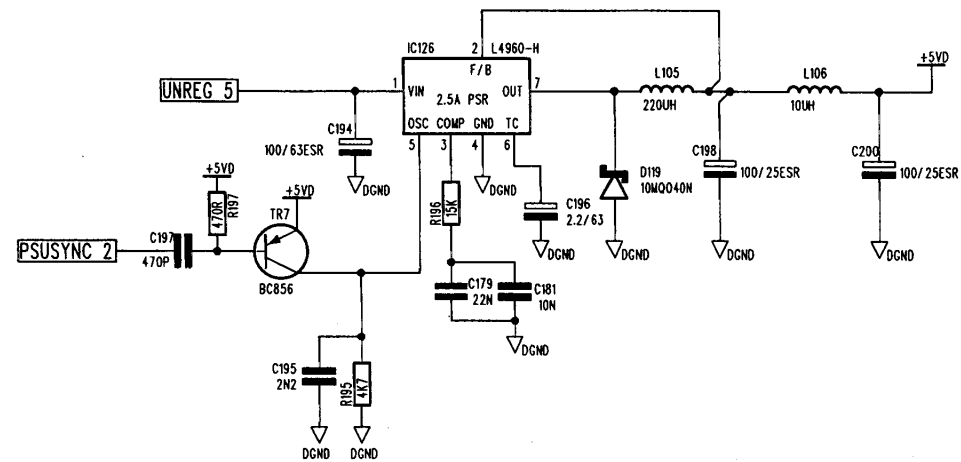 IC126 2 L4960-H
F/B
UNREG 5
1 VIN OUT 7
2.5A PSR
OSC COMP GND TC
5 3 4 6
C194
100/63ESR
DGND
L105
220UH
L106
10UH
+5VD
C198
100/25ESR
DGND
C200
100/25ESR
DGND
D119
10MQ040N
DGND
DGND
C196
2.2/63
DGND
R196
15K
C179
22N
C181
10N
DGND
+5VD
470R
R197
+5VD
TR7
BC856
PSUSYNC 2
C197
470P
C195
2N2
R195
4K7
DGND
DGND